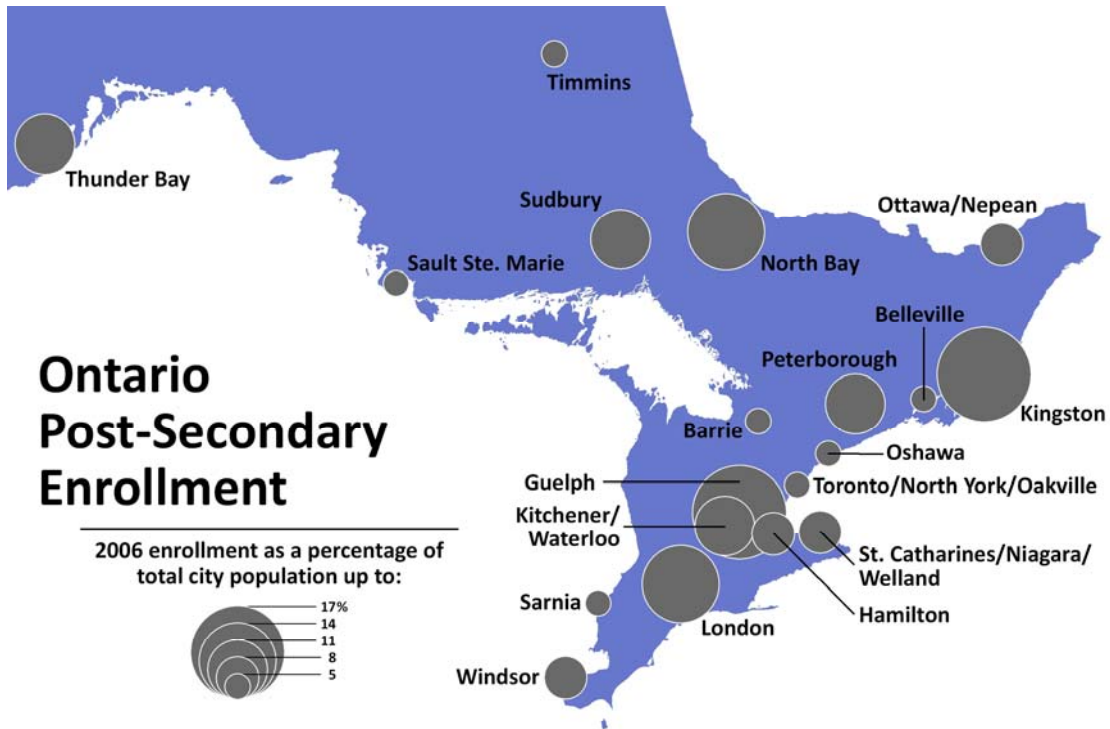 Timmins
Thunder Bay
Sudbury
Ottawa/Nepean
Sault Ste. Marie
North Bay
Belleville
Peterborough
Kingston
Barrie
Oshawa
Guelph
Toronto/North York/Oakville
Kitchener/
Waterloo
St. Catharines/Niagara/
Welland
Sarnia
Hamilton
London
Windsor
Ontario
Post-Secondary
Enrollment
2006 enrollment as a percentage of
total city population up to:
17%
14
11
8
5